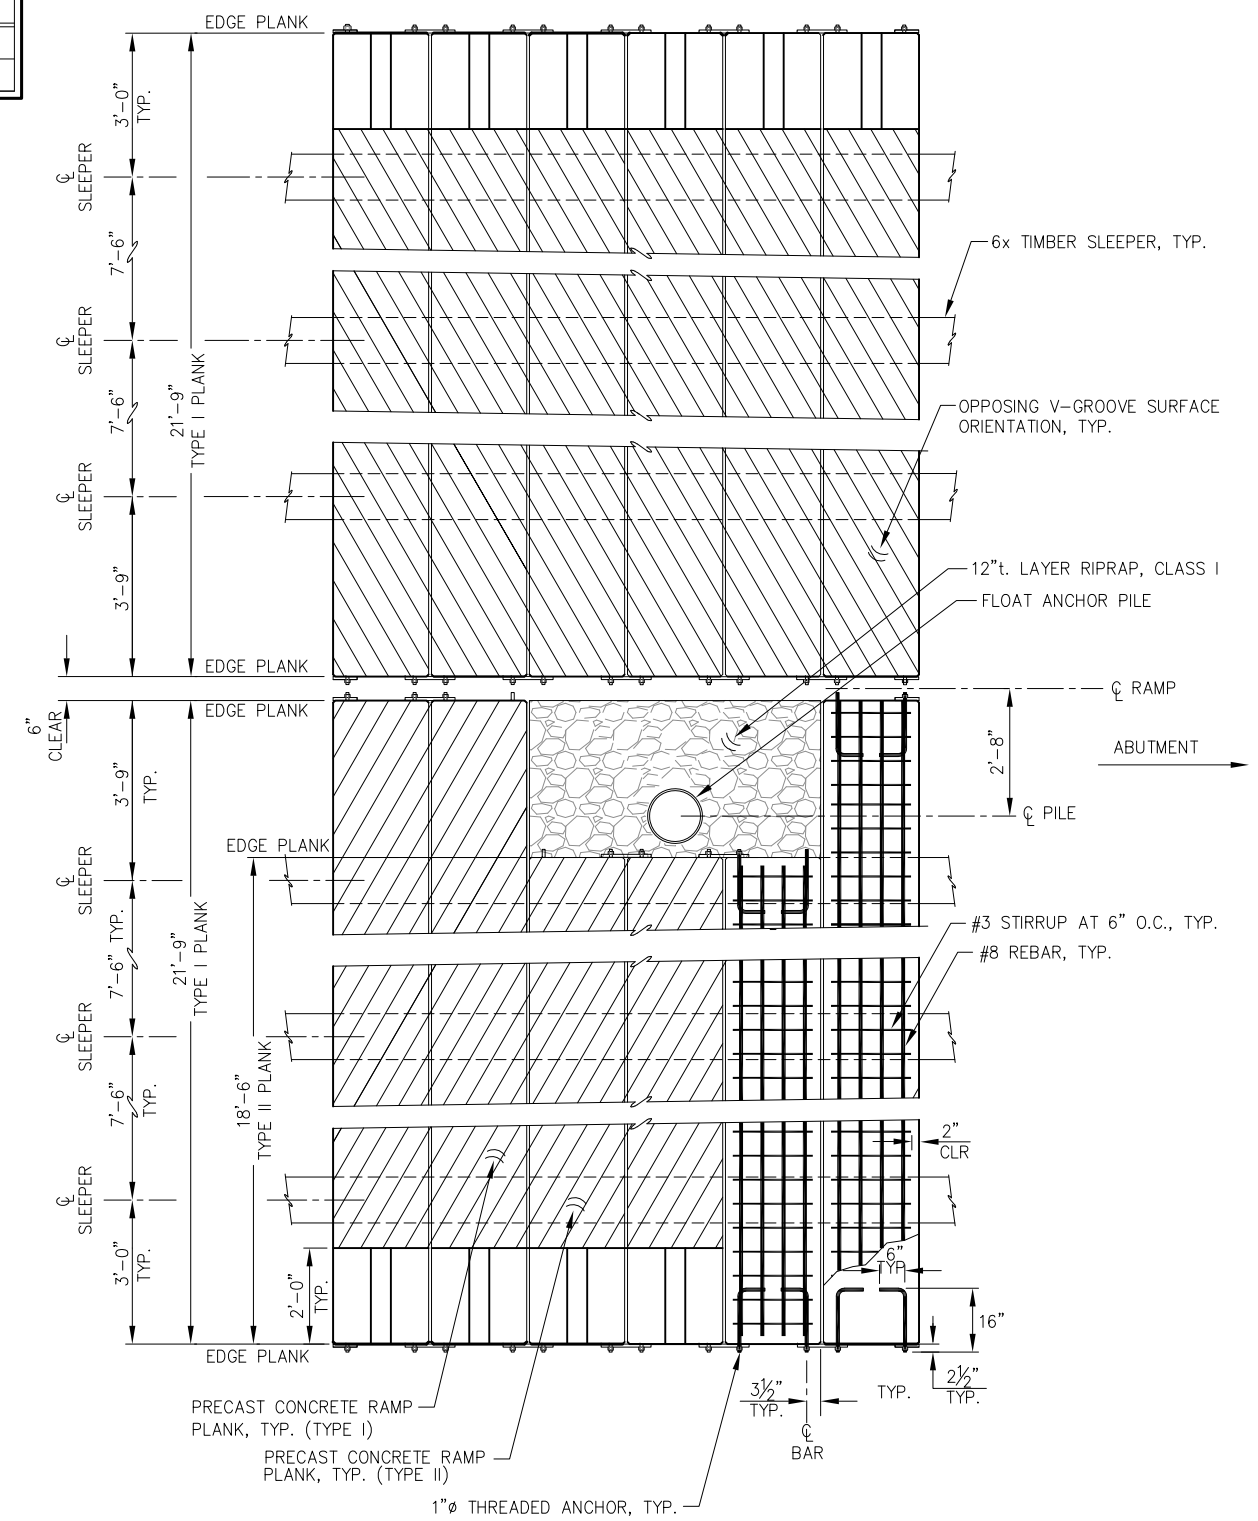 EDGE PLANK
3'-0"
TYP.
℄
SLEEPER
7'-6"
6x TIMBER SLEEPER, TYP.
℄
SLEEPER
21'-9"
TYPE I PLANK
7'-6"
OPPOSING V-GROOVE SURFACE
ORIENTATION, TYP.
℄
SLEEPER
12"t. LAYER RIPRAP, CLASS I
3'-9"
FLOAT ANCHOR PILE
EDGE PLANK
℄ RAMP
EDGE PLANK
6"
CLEAR
2'-8"
ABUTMENT
3'-9"
TYP.
℄ PILE
EDGE PLANK
℄
SLEEPER
7'-6" TYP.
21'-9"
TYPE I PLANK
#3 STIRRUP AT 6" O.C., TYP.
#8 REBAR, TYP.
℄
SLEEPER
18'-6"
TYPE II PLANK
7'-6"
TYP.
2"
CLR
℄
SLEEPER
3'-0"
TYP.
2'-0"
TYP.
6"
TYP.
16"
EDGE PLANK
2½"
TYP.
3½"
TYP.
TYP.
PRECAST CONCRETE RAMP
PLANK, TYP. (TYPE I)
℄
BAR
PRECAST CONCRETE RAMP
PLANK, TYP. (TYPE II)
1"ø THREADED ANCHOR, TYP.